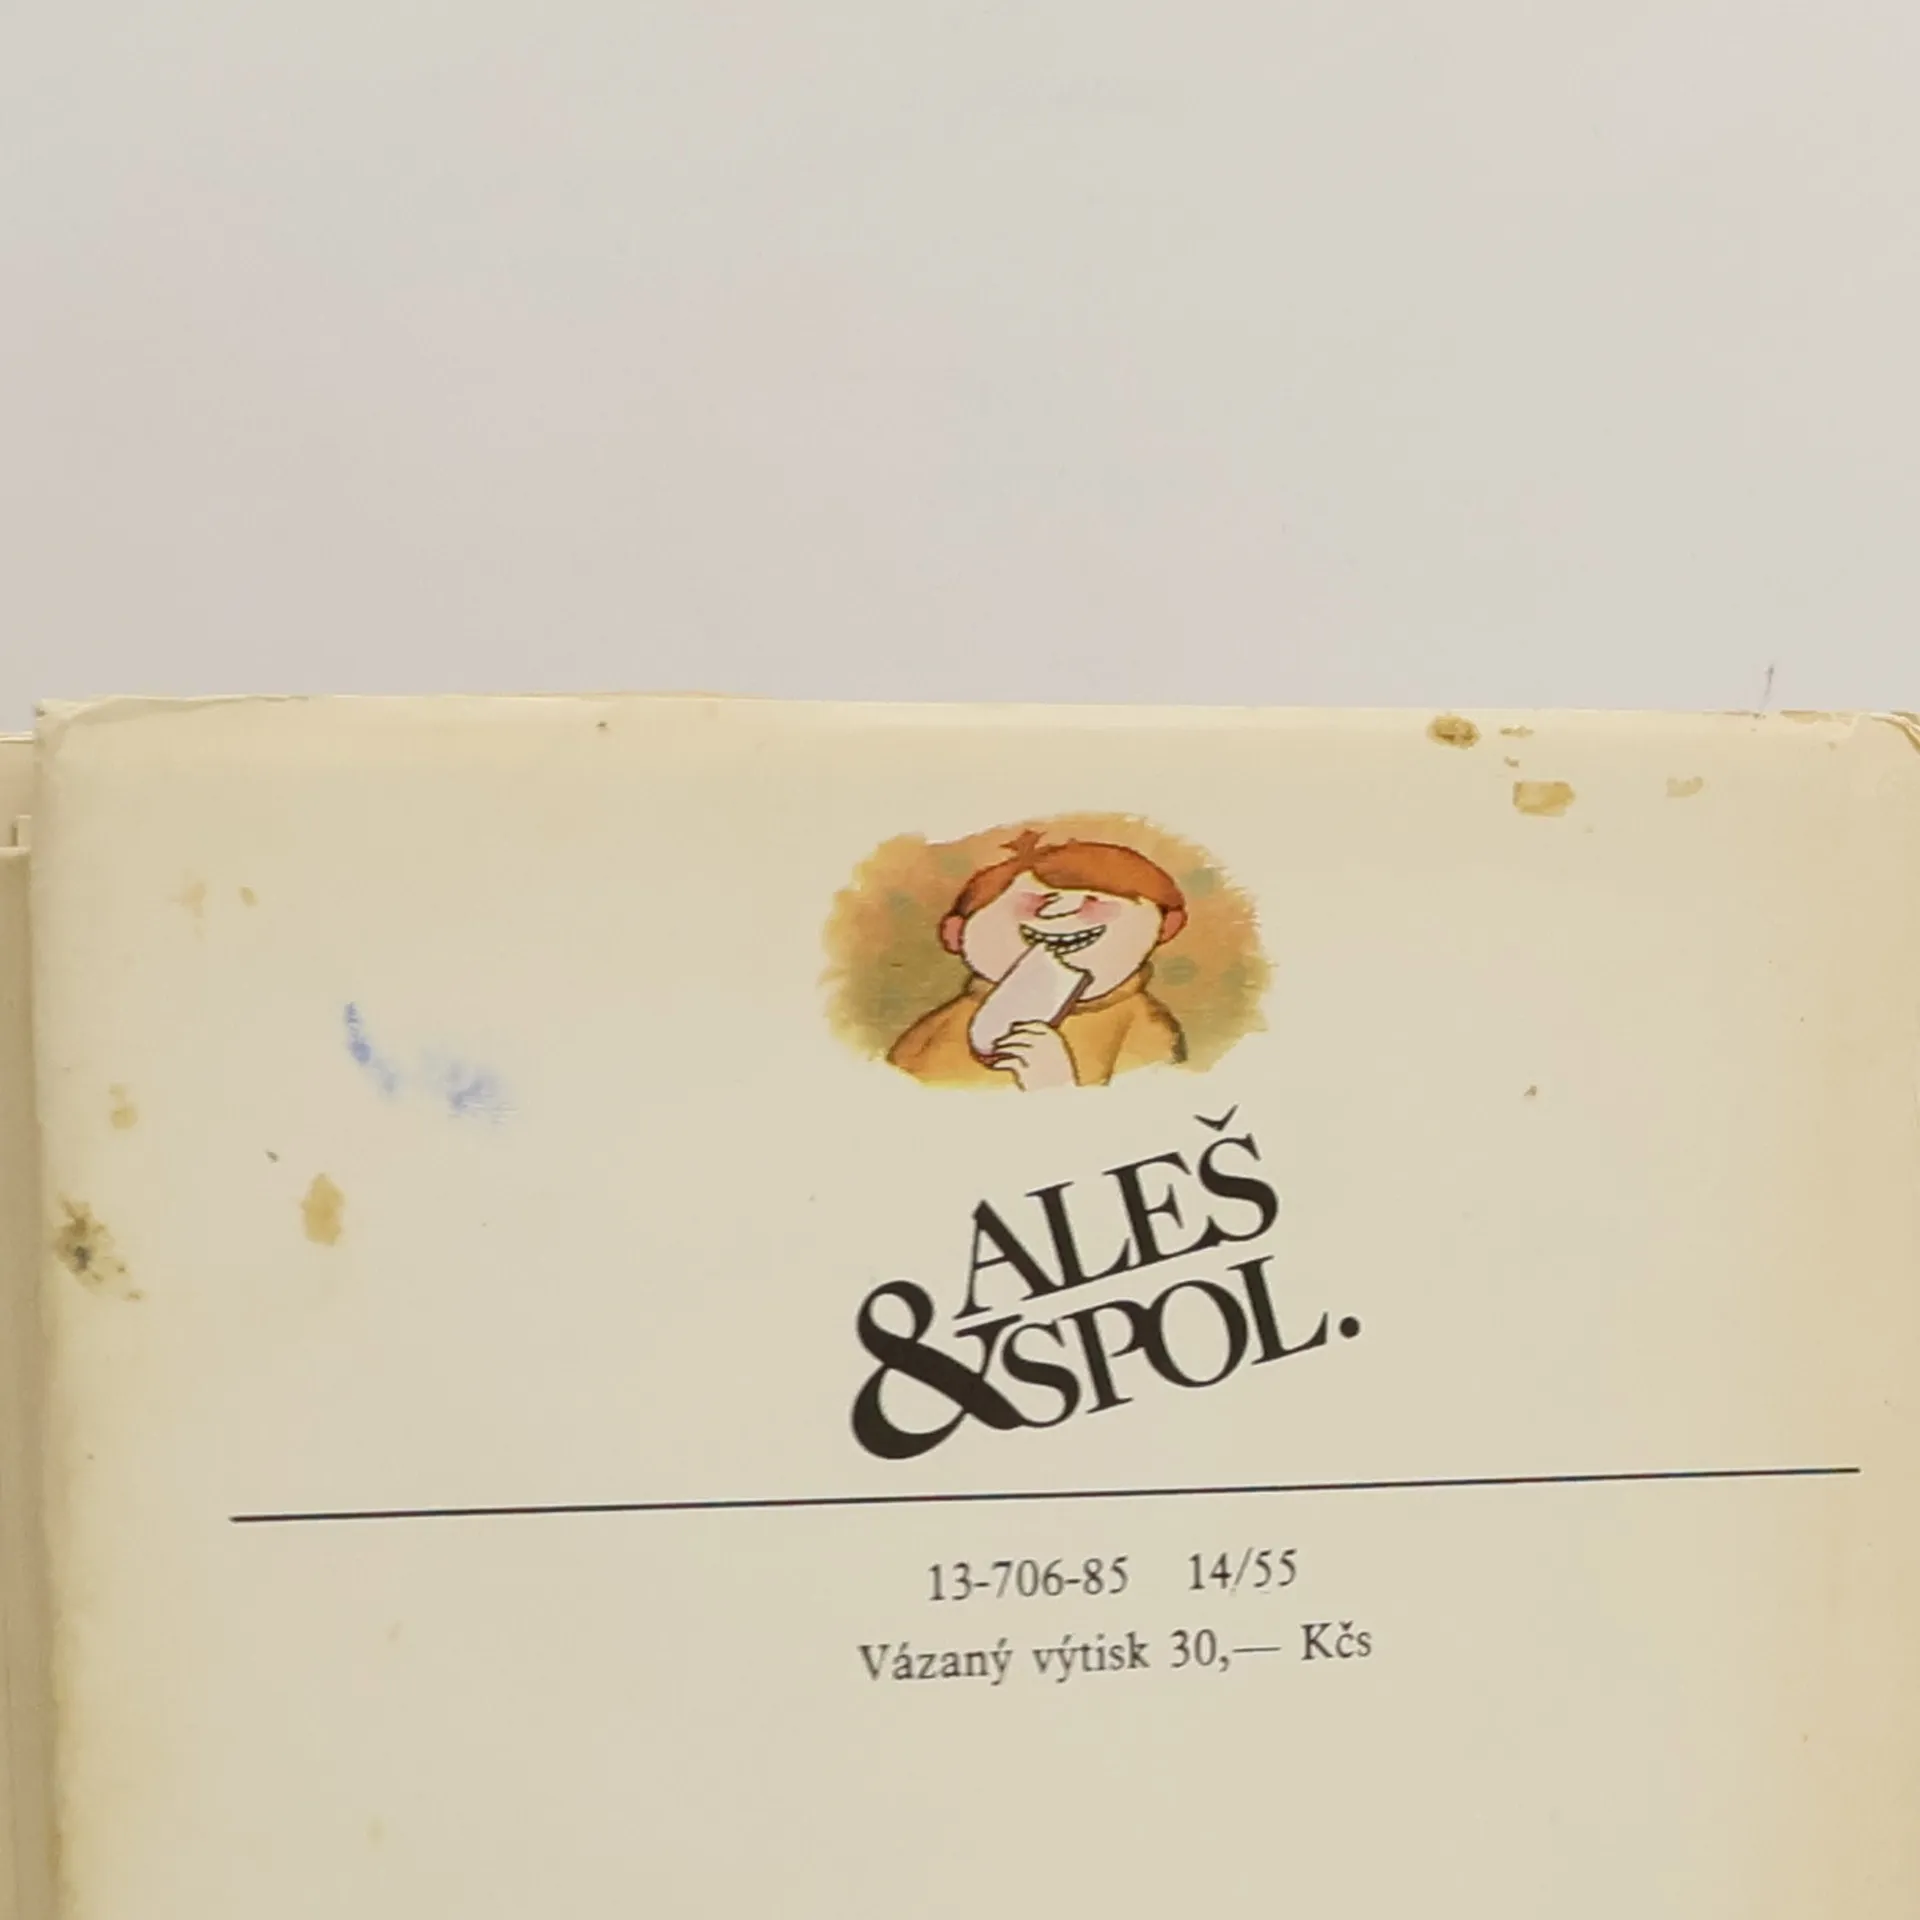 ALEŠ
&SPOL.
13-706-85 14/55
Vázaný výtisk 30,— Kčs